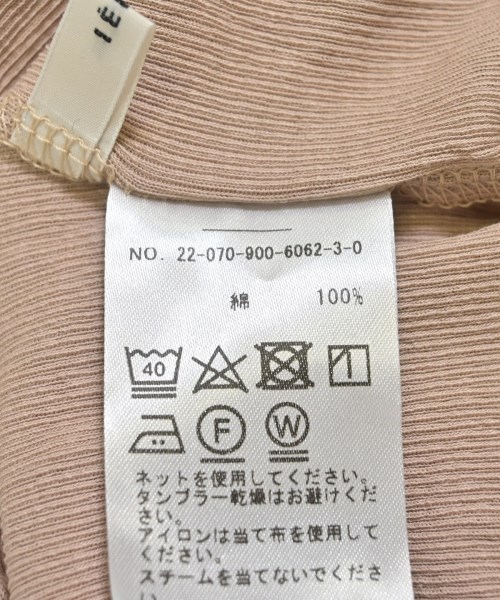 NO. 22-070-900-6062-3-0
綿 100%
40
F W
ネットを使用してください。
タンブラー乾燥はお避けくだ
さい。
アイロンは当て布を使用して
ください。
スチームを当てないでくださ
い。